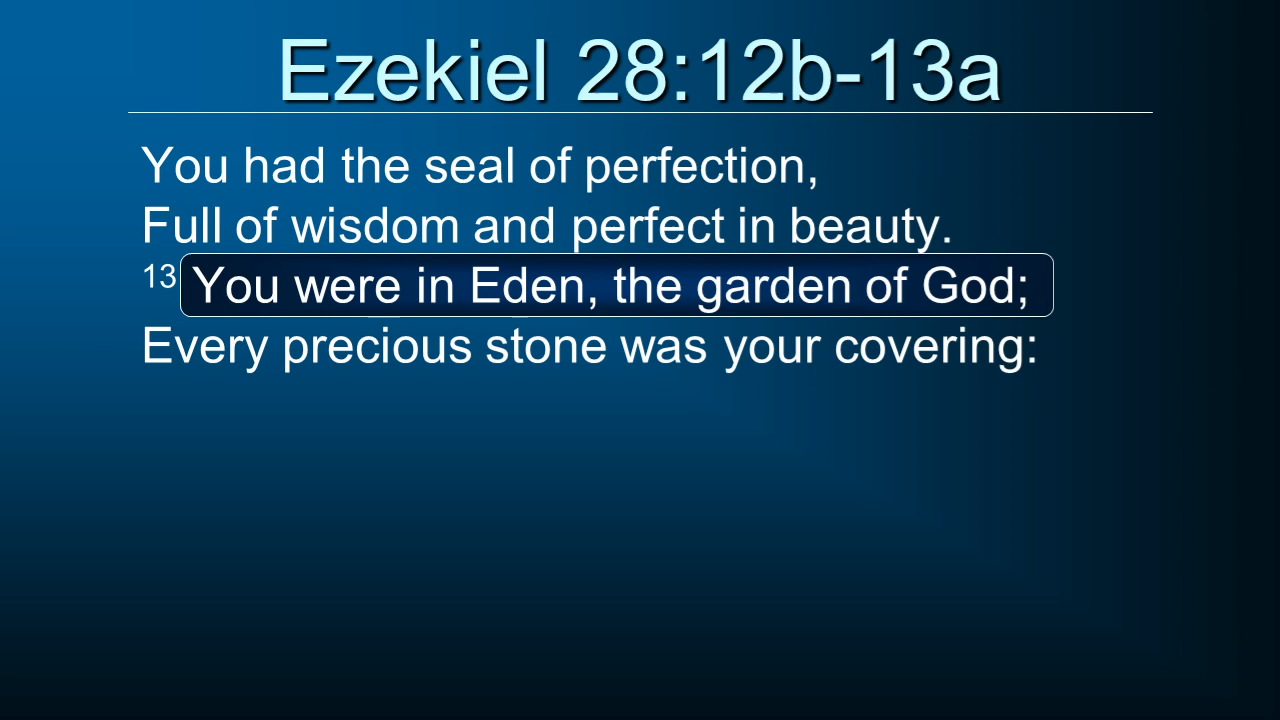 Ezekiel 28:12b-13a
You had the seal of perfection,
Full of wisdom and perfect in beauty.
13 You were in Eden, the garden of God;
Every precious stone was your covering: